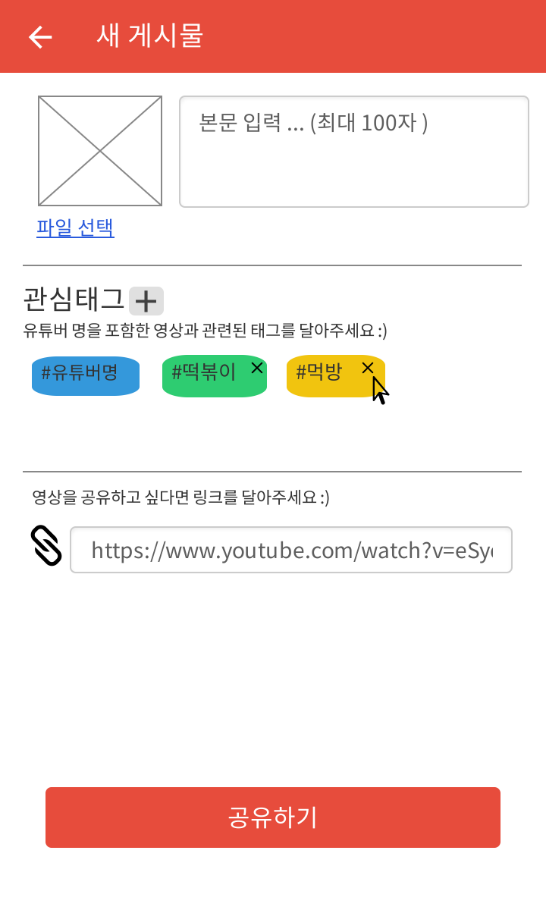 새 게시물
본문 입력 ... (최대 100자 )
파일 선택
관심태그
유튜버 명을 포함한 영상과 관련된 태그를 달아주세요 :)
#유튜버명 #떡볶이 #먹방
영상을 공유하고 싶다면 링크를 달아주세요 :)
https://www.youtube.com/watch?v=eSy
공유하기